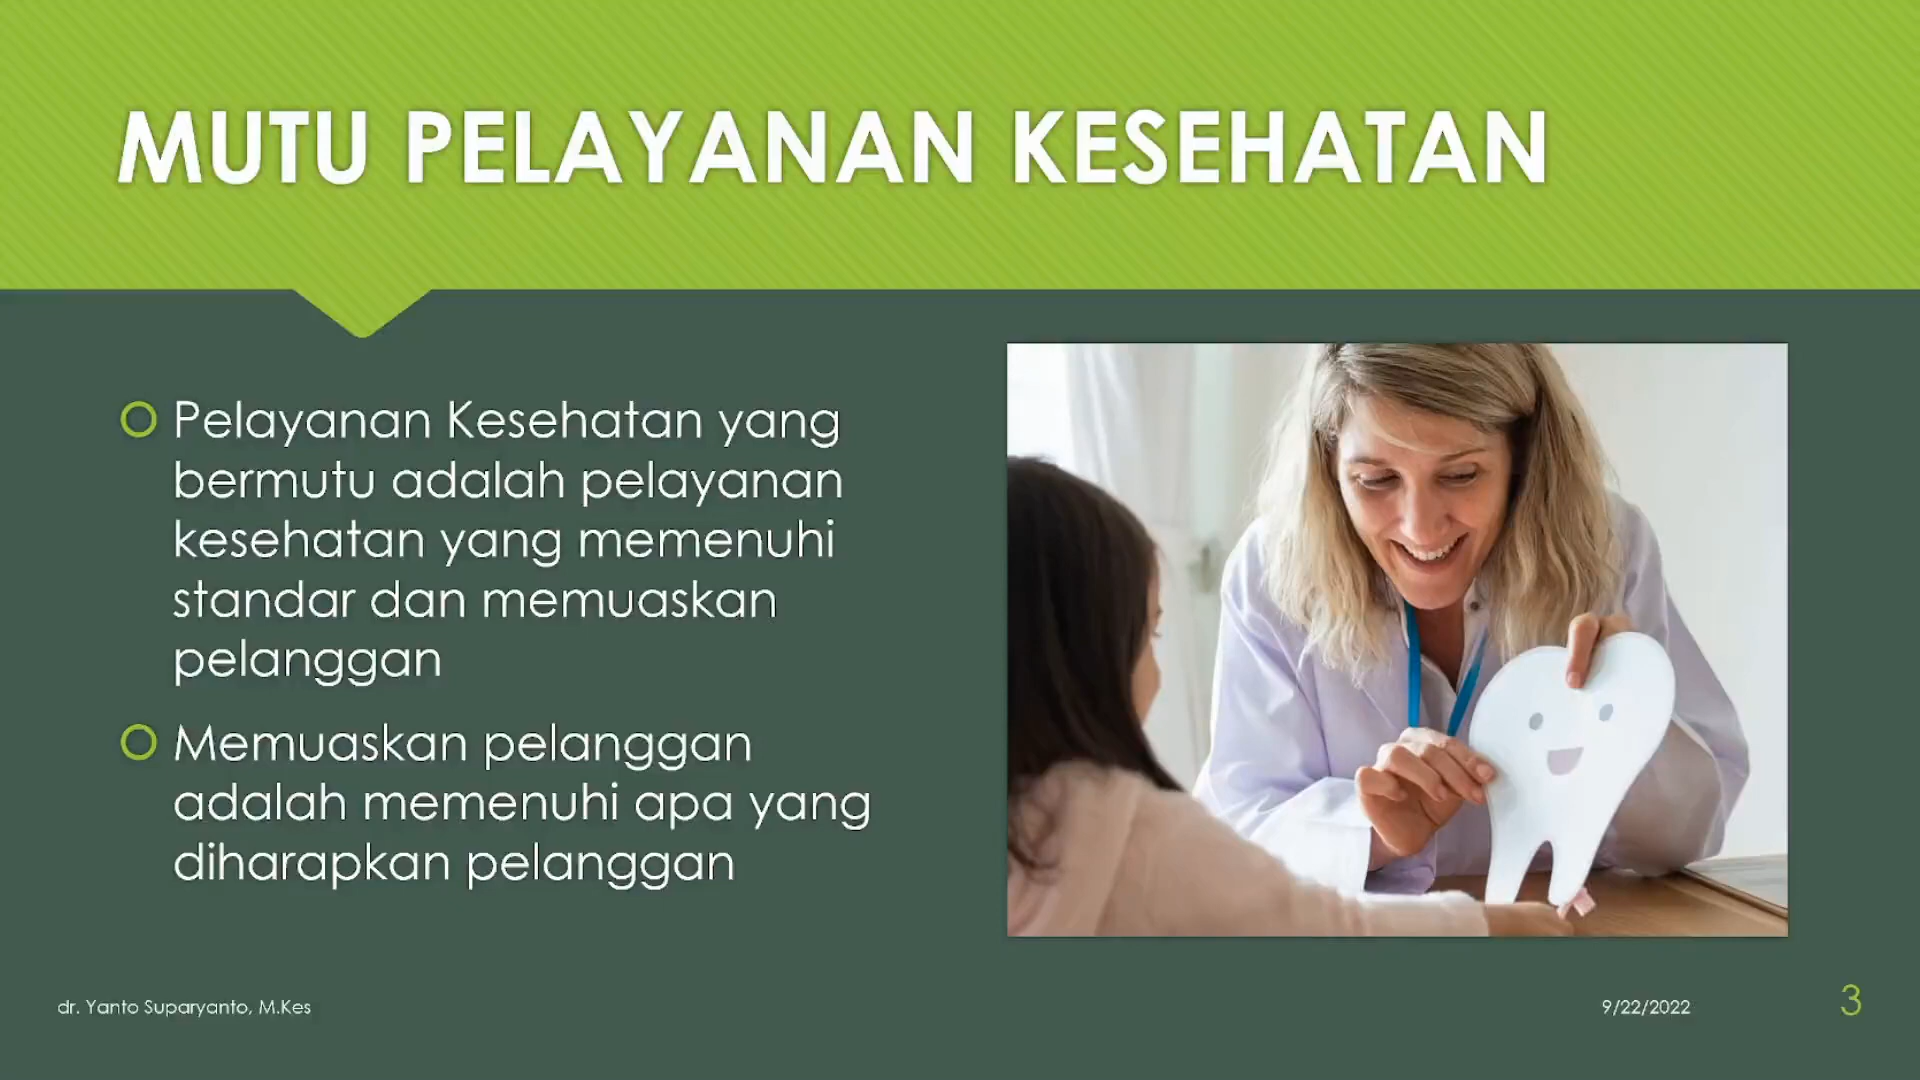 MUTU PELAYANAN KESEHATAN
Pelayanan Kesehatan yang
bermutu adalah pelayanan
kesehatan yang memenuhi
standar dan memuaskan
pelanggan
Memuaskan pelanggan
adalah memenuhi apa yang
diharapkan pelanggan
dr. Yanto Suparyanto, M.Kes
9/22/2022
3